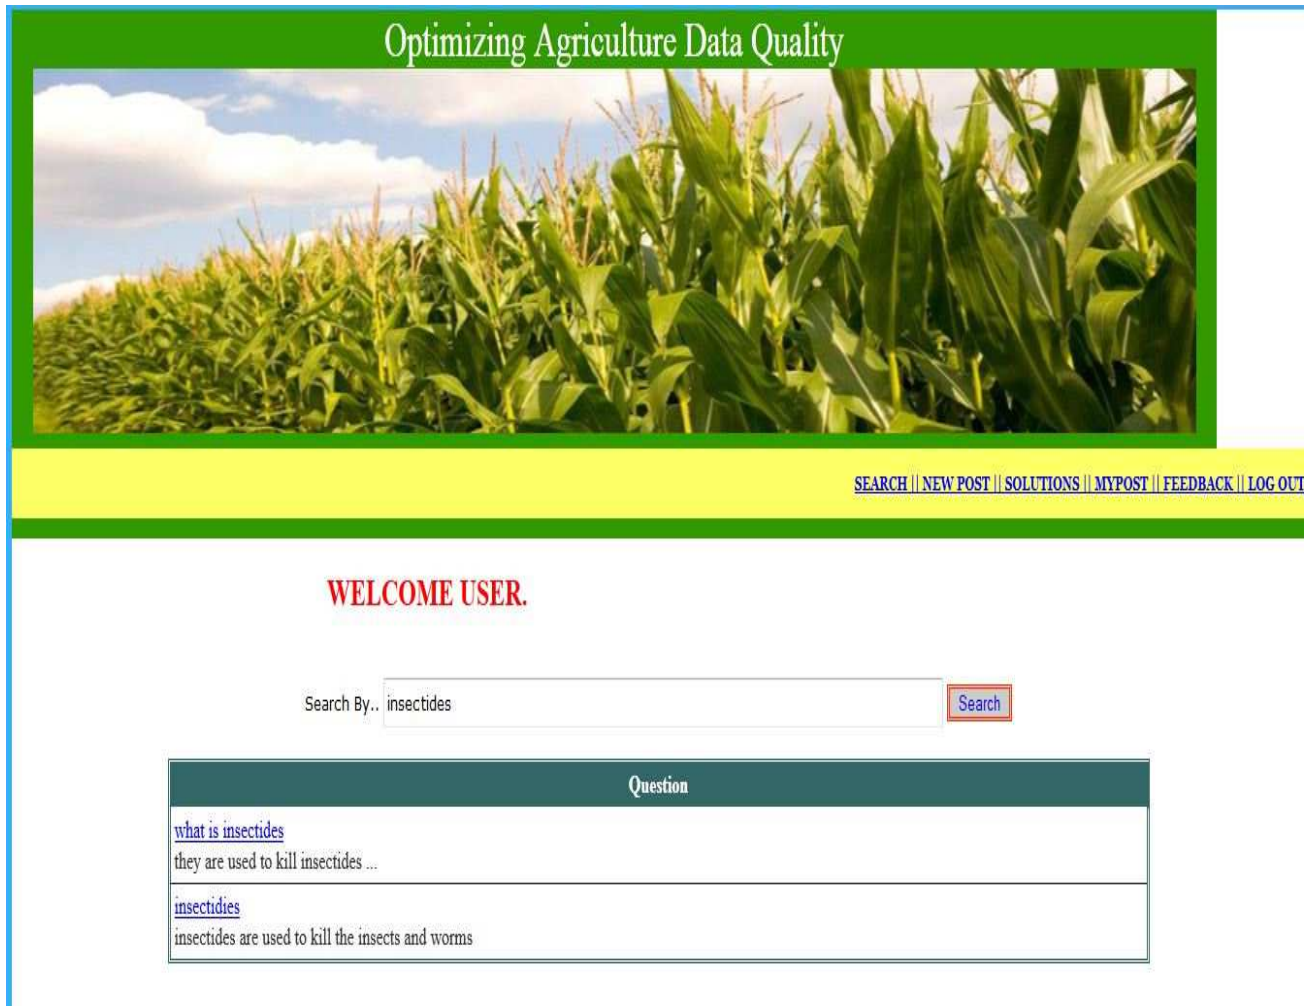 Optimizing Agriculture Data Quality
SEARCH || NEW POST || SOLUTIONS || MYPOST || FEEDBACK || LOG OUT
WELCOME USER.
Search By.. insectides Search
Question
what is insectides
they are used to kill insectides ...
insectidies
insectides are used to kill the insects and worms